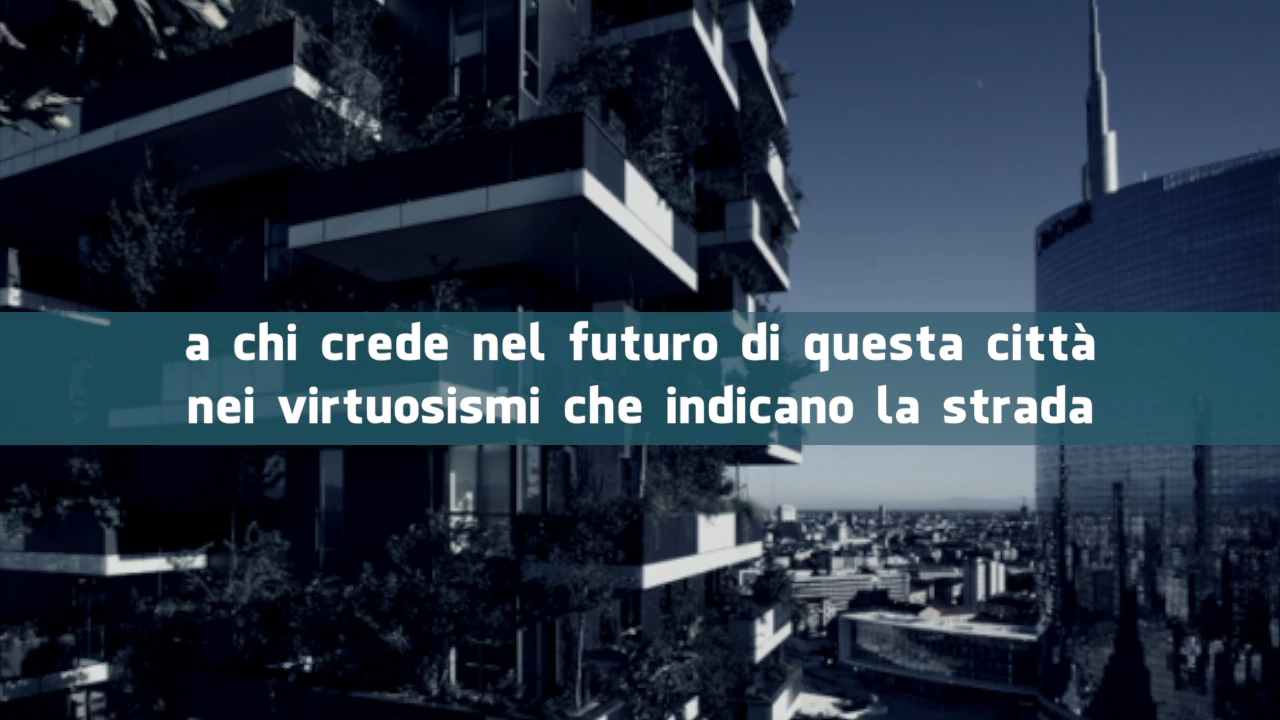 a chi crede nel futuro di questa città
nei virtuosismi che indicano la strada